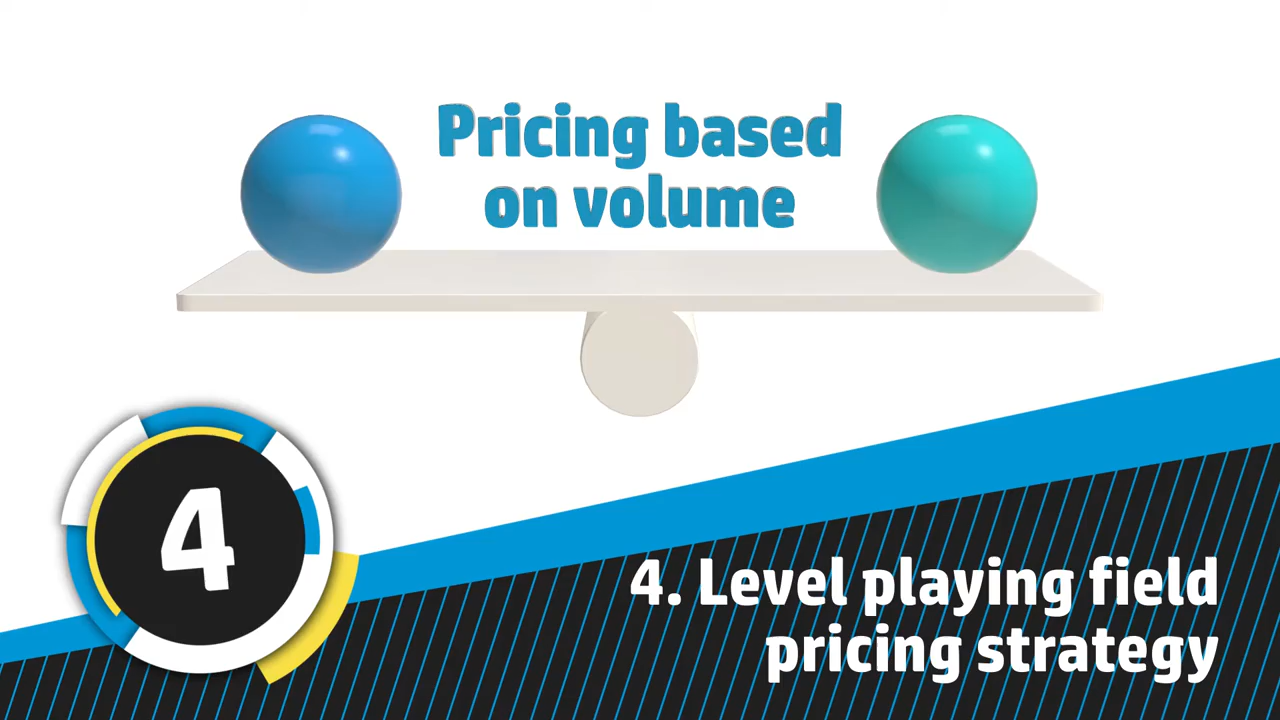 Pricing based
on volume
4
4. Level playing field
pricing strategy